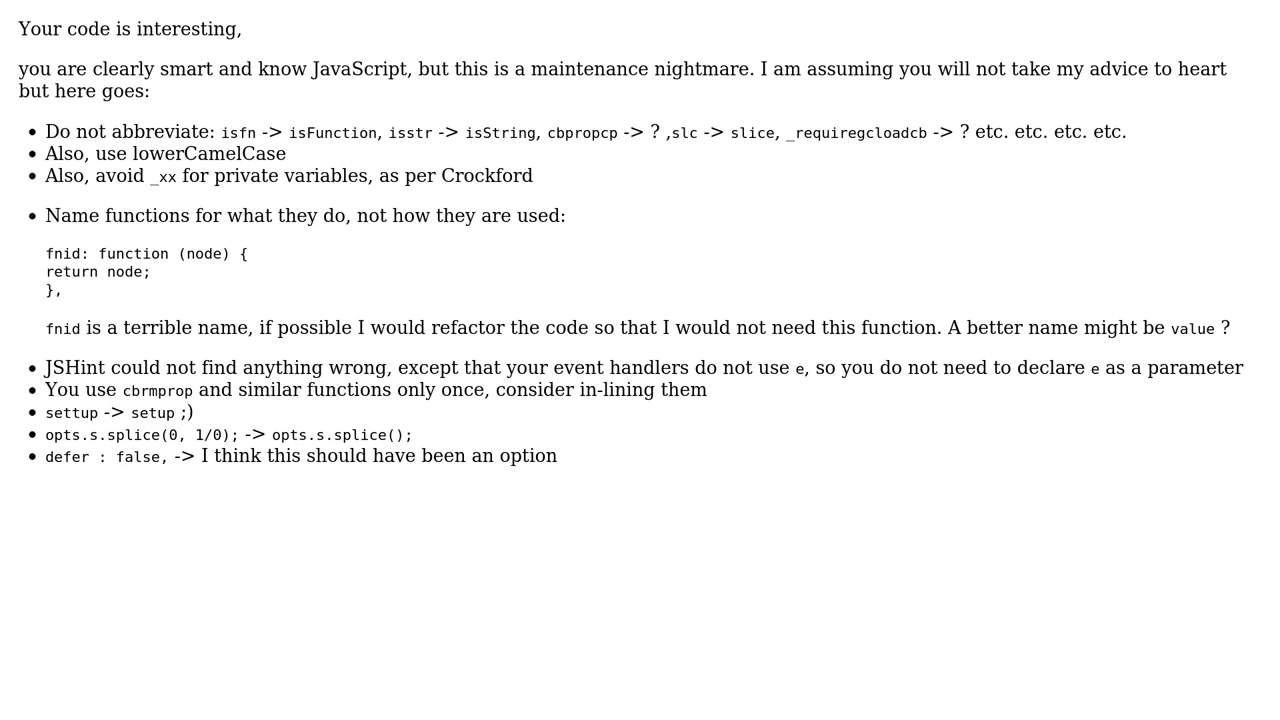 Your code is interesting,
you are clearly smart and know JavaScript, but this is a maintenance nightmare. I am assuming you will not take my advice to heart
but here goes:
• Do not abbreviate: isfn -> isFunction, isstr -> isString, cbpropcp -> ? ,slc -> slice, _requiregcloadcb -> ? etc. etc. etc. etc.
• Also, use lowerCamelCase
• Also, avoid _xx for private variables, as per Crockford
• Name functions for what they do, not how they are used:
fnid: function (node) {
return node;
},
fnid is a terrible name, if possible I would refactor the code so that I would not need this function. A better name might be value ?
• JSHint could not find anything wrong, except that your event handlers do not use e, so you do not need to declare e as a parameter
• You use cbrmprop and similar functions only once, consider in-lining them
• settup -> setup ;)
• opts.s.splice(0, 1/0); -> opts.s.splice();
• defer : false, -> I think this should have been an option